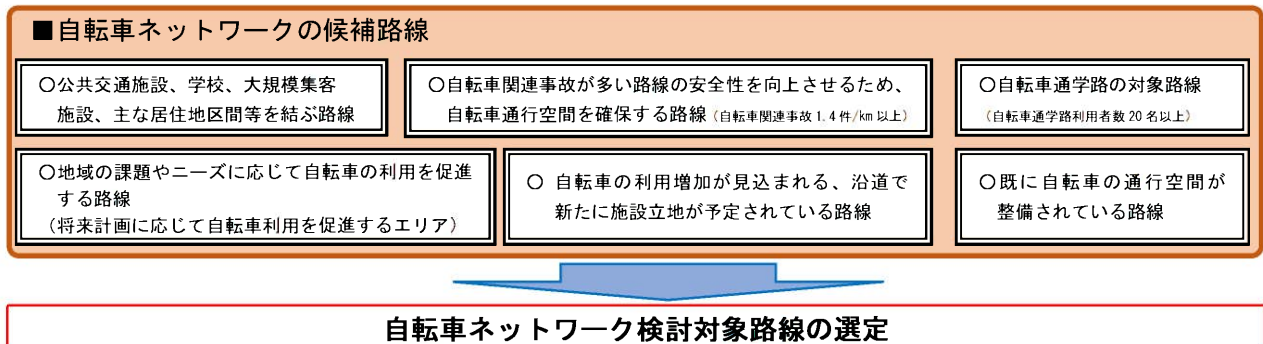 ■自転車ネットワークの候補路線
○公共交通施設、学校、大規模集客
施設、主な居住地区間等を結ぶ路線
○自転車関連事故が多い路線の安全性を向上させるため、
自転車通行空間を確保する路線（自転車関連事故1.4件/km以上）
○自転車通学路の対象路線
（自転車通学路利用者数20名以上）
○地域の課題やニーズに応じて自転車の利用を促進
する路線
（将来計画に応じて自転車利用を促進するエリア）
○ 自転車の利用増加が見込まれる、沿道で
新たに施設立地が予定されている路線
○既に自転車の通行空間が
整備されている路線
自転車ネットワーク検討対象路線の選定